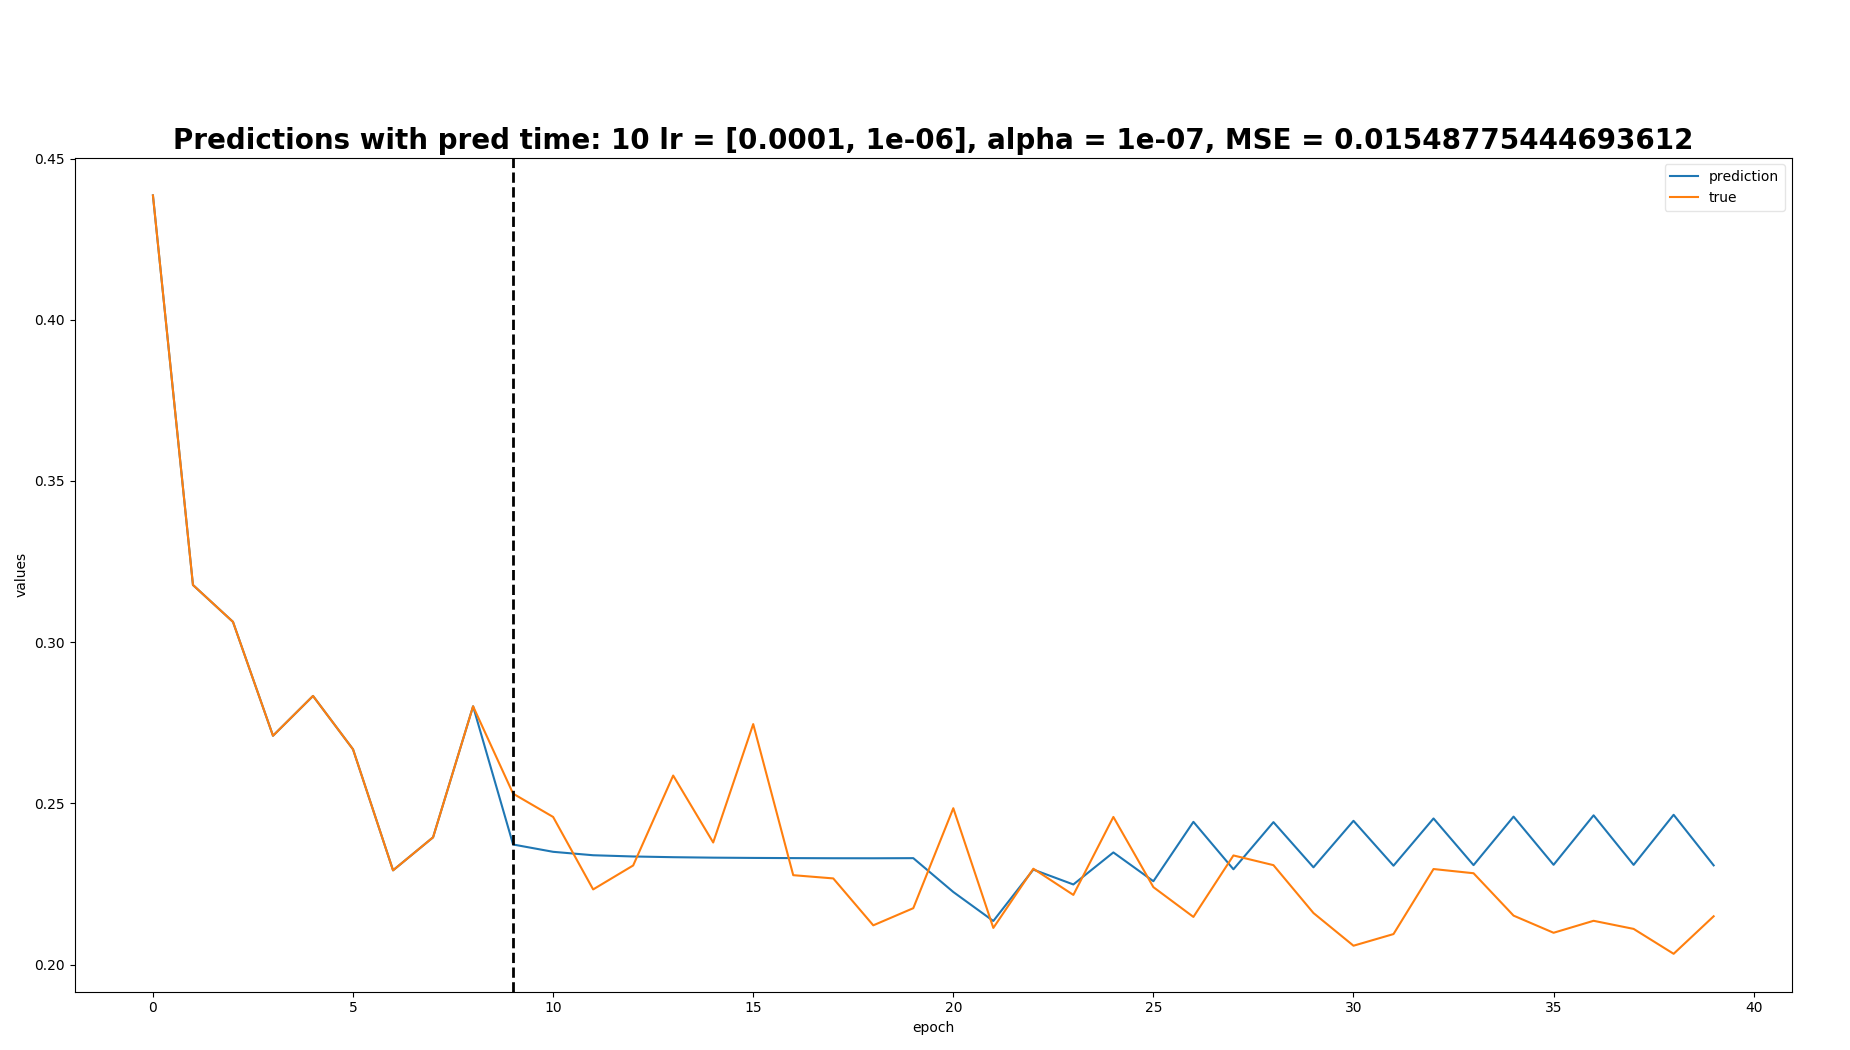 Predictions with pred time: 10 lr = [0.0001, 1e-06], alpha = 1e-07, MSE = 0.01548775444693612
prediction
true
values
0.45
0.40
0.35
0.30
0.25
0.20
0 5 10 15 20 25 30 35 40
epoch